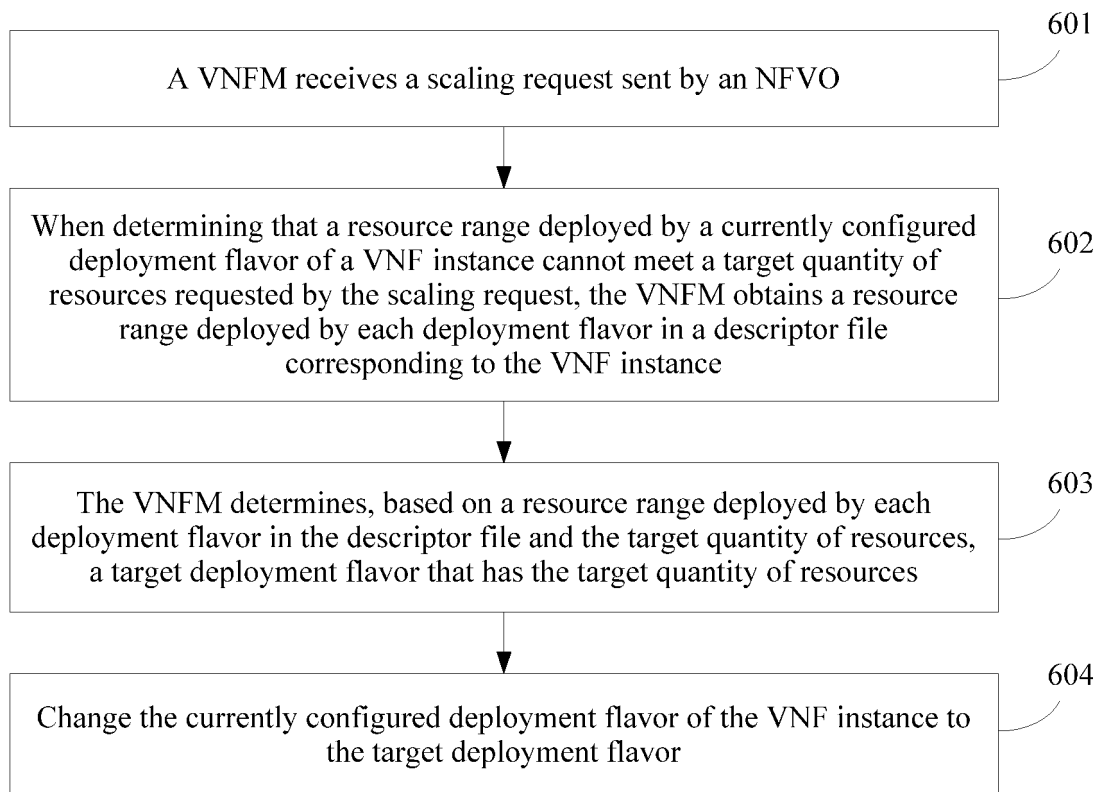 601
A VNFM receives a scaling request sent by an NFVO
When determining that a resource range deployed by a currently configured
deployment flavor of a VNF instance cannot meet a target quantity of
resources requested by the scaling request, the VNFM obtains a resource
range deployed by each deployment flavor in a descriptor file
corresponding to the VNF instance
602
The VNFM determines, based on a resource range deployed by each
deployment flavor in the descriptor file and the target quantity of resources,
a target deployment flavor that has the target quantity of resources
603
Change the currently configured deployment flavor of the VNF instance to
the target deployment flavor
604